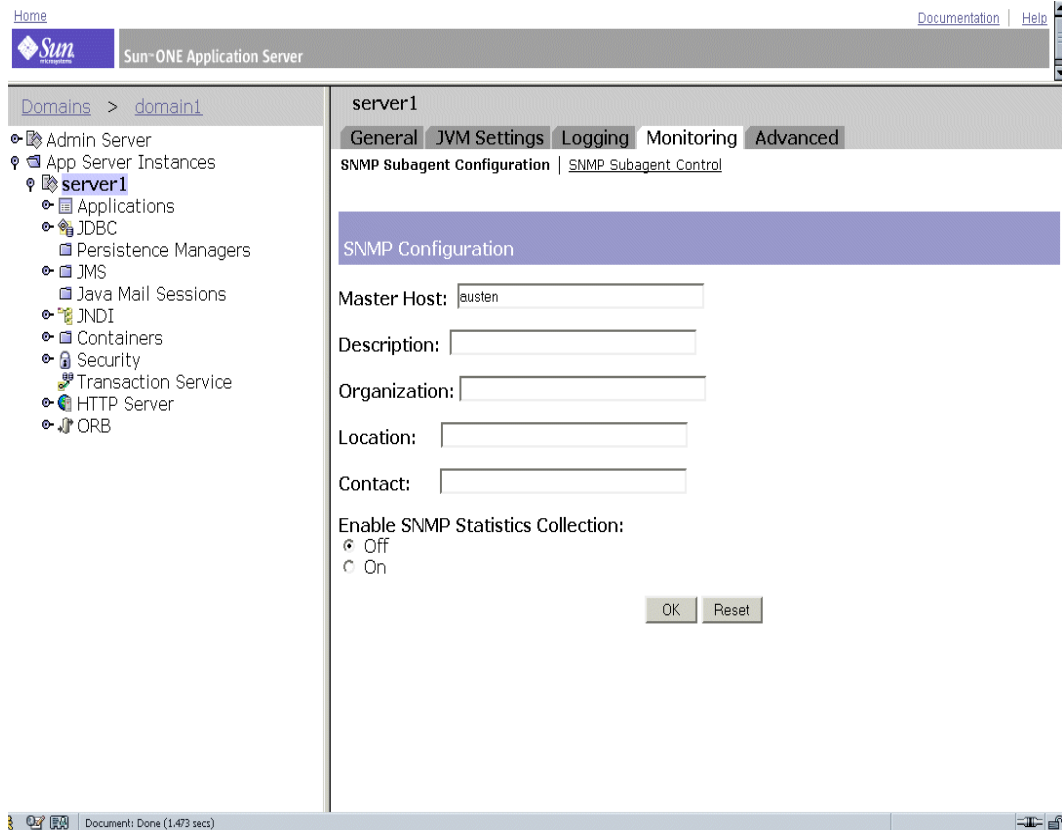 Home
Documentation | Help
Sun
microsystems
Sun™ ONE Application Server
Domains > domain1
Admin Server
App Server Instances
server1
Applications
JDBC
Persistence Managers
JMS
Java Mail Sessions
JNDI
Containers
Security
Transaction Service
HTTP Server
ORB
server1
General JVM Settings Logging Monitoring Advanced
SNMP Subagent Configuration | SNMP Subagent Control
SNMP Configuration
Master Host: austen
Description:
Organization:
Location:
Contact:
Enable SNMP Statistics Collection:
Off
On
OK Reset
Document: Done (1.473 secs)